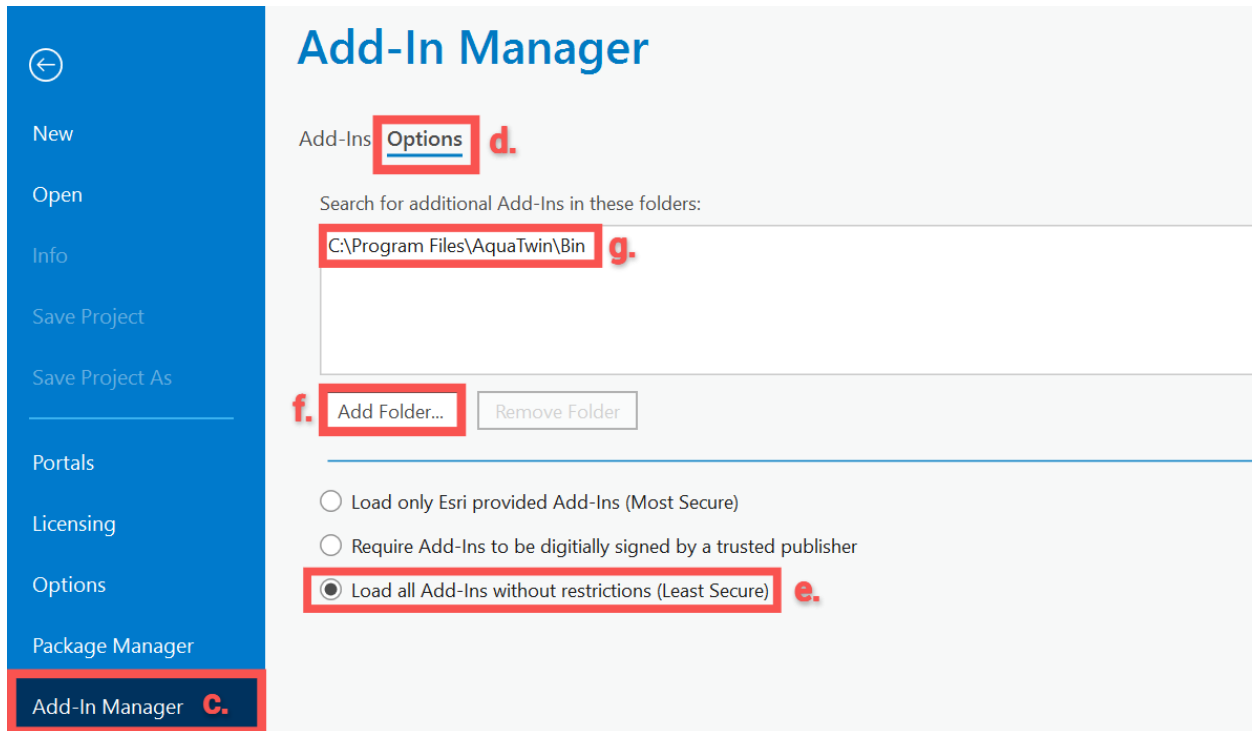 Add-In Manager
New
Open
Info
Save Project
Save Project As
Portals
Licensing
Options
Package Manager
Add-In Manager c.
Add-Ins Options d.
Search for additional Add-Ins in these folders:
C:\Program Files\AquaTwin\Bin g.
f. Add Folder... Remove Folder
Load only Esri provided Add-Ins (Most Secure)
Require Add-Ins to be digitially signed by a trusted publisher
Load all Add-Ins without restrictions (Least Secure) e.